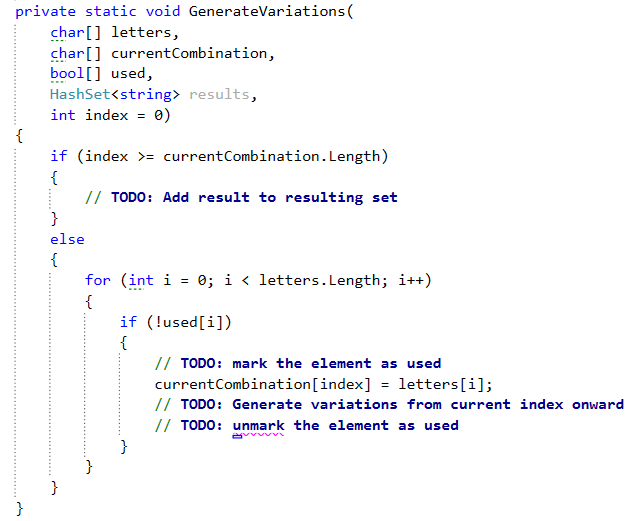 private static void GenerateVariations(
    char[] letters,
    char[] currentCombination,
    bool[] used,
    HashSet<string> results,
    int index = 0)
{
    if (index >= currentCombination.Length)
    {
        // TODO: Add result to resulting set
    }
    else
    {
        for (int i = 0; i < letters.Length; i++)
        {
            if (!used[i])
            {
                // TODO: mark the element as used
                currentCombination[index] = letters[i];
                // TODO: Generate variations from current index onward
                // TODO: unmark the element as used
            }
        }
    }
}